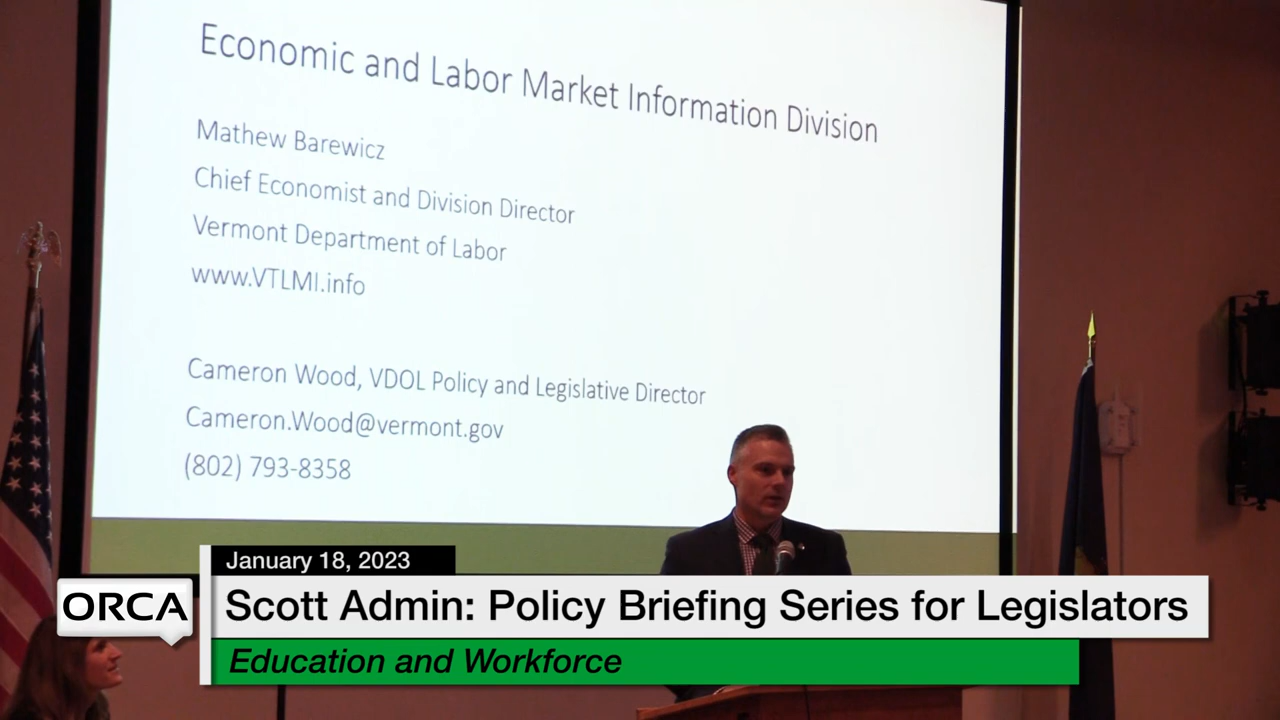 Economic and Labor Market Information Division
Mathew Barewicz
Chief Economist and Division Director
Vermont Department of Labor
www.VTLMI.info
Cameron Wood, VDOL Policy and Legislative Director
Cameron.Wood@vermont.gov
(802) 793-8358
January 18, 2023
ORCA
Scott Admin: Policy Briefing Series for Legislators
Education and Workforce